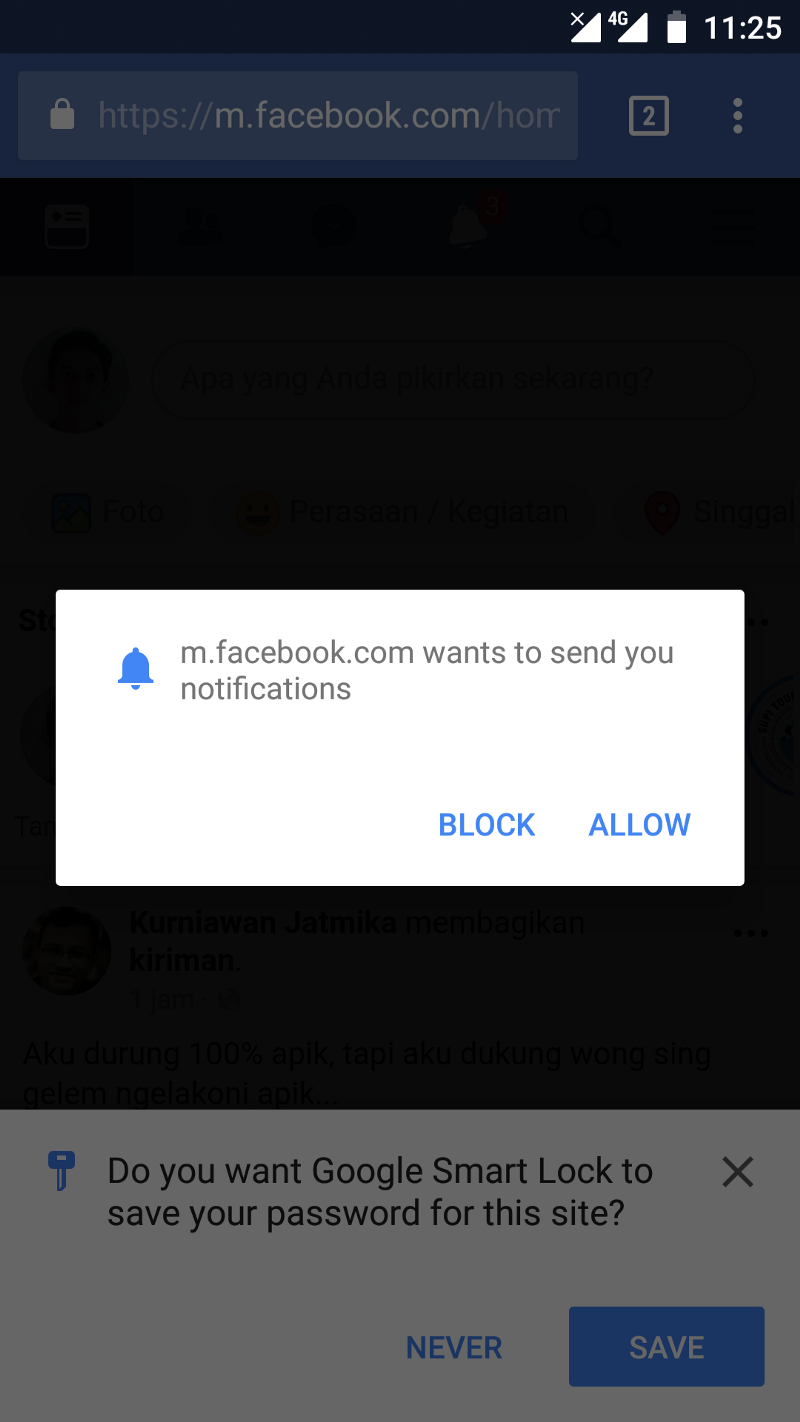 4G 11:25
https://m.facebook.com/hom
2
3
Apa yang Anda pikirkan sekarang?
Foto Perasaan / Kegiatan Singgal
m.facebook.com wants to send you
notifications
BLOCK ALLOW
Kurniawan Jatmika membagikan
kiriman.
1 jam ·
Aku durung 100% apik, tapi aku dukung wong sing
gelem ngelakoni apik...
Do you want Google Smart Lock to
save your password for this site?
NEVER SAVE